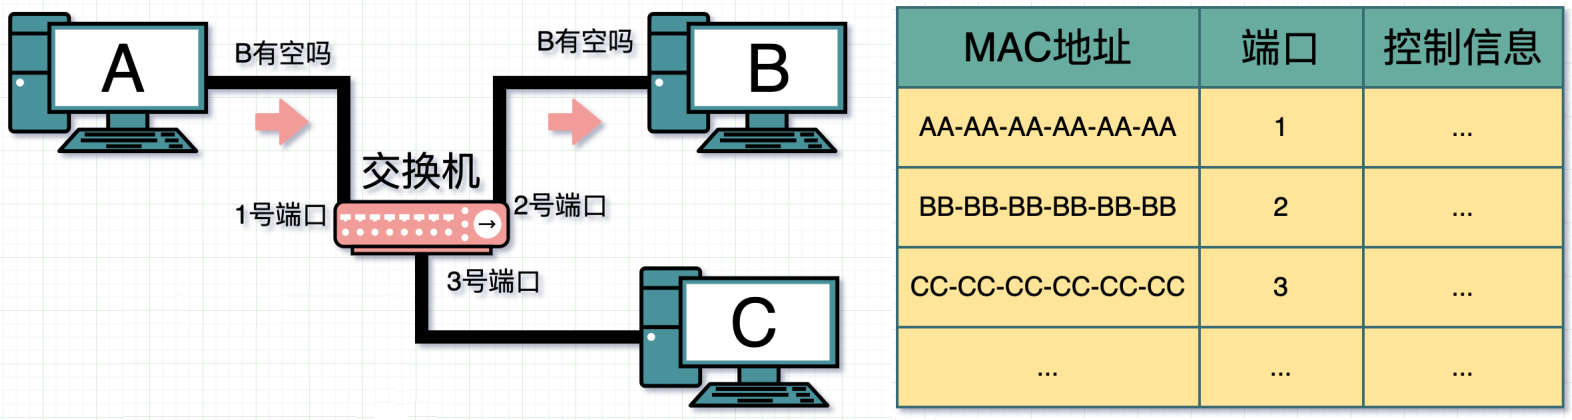 A
B有空吗
B有空吗
B
交换机
1号端口
2号端口
3号端口
C
MAC地址 端口 控制信息
AA-AA-AA-AA-AA-AA 1 ...
BB-BB-BB-BB-BB-BB 2 ...
CC-CC-CC-CC-CC-CC 3 ...
... ... ...